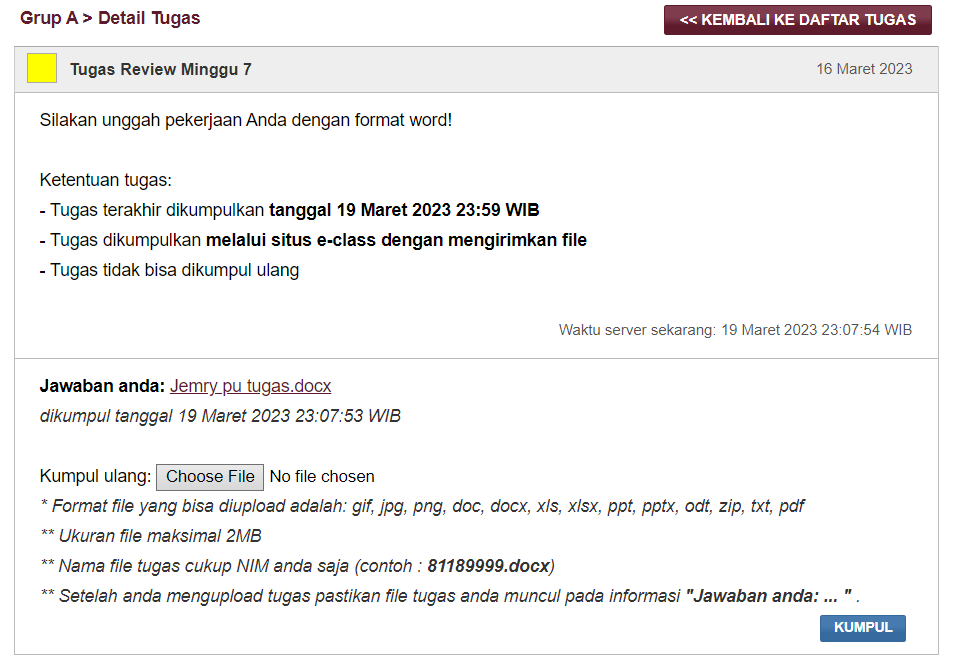 Grup A > Detail Tugas
<< KEMBALI KE DAFTAR TUGAS
Tugas Review Minggu 7
16 Maret 2023
Silakan unggah pekerjaan Anda dengan format word!
Ketentuan tugas:
- Tugas terakhir dikumpulkan tanggal 19 Maret 2023 23:59 WIB
- Tugas dikumpulkan melalui situs e-class dengan mengirimkan file
- Tugas tidak bisa dikumpul ulang
Waktu server sekarang: 19 Maret 2023 23:07:54 WIB
Jawaban anda: Jemry pu tugas.docx
dikumpul tanggal 19 Maret 2023 23:07:53 WIB
Kumpul ulang: Choose File No file chosen
* Format file yang bisa diupload adalah: gif, jpg, png, doc, docx, xls, xlsx, ppt, pptx, odt, zip, txt, pdf
** Ukuran file maksimal 2MB
** Nama file tugas cukup NIM anda saja (contoh : 81189999.docx)
** Setelah anda mengupload tugas pastikan file tugas anda muncul pada informasi "Jawaban anda: ... " .
KUMPUL